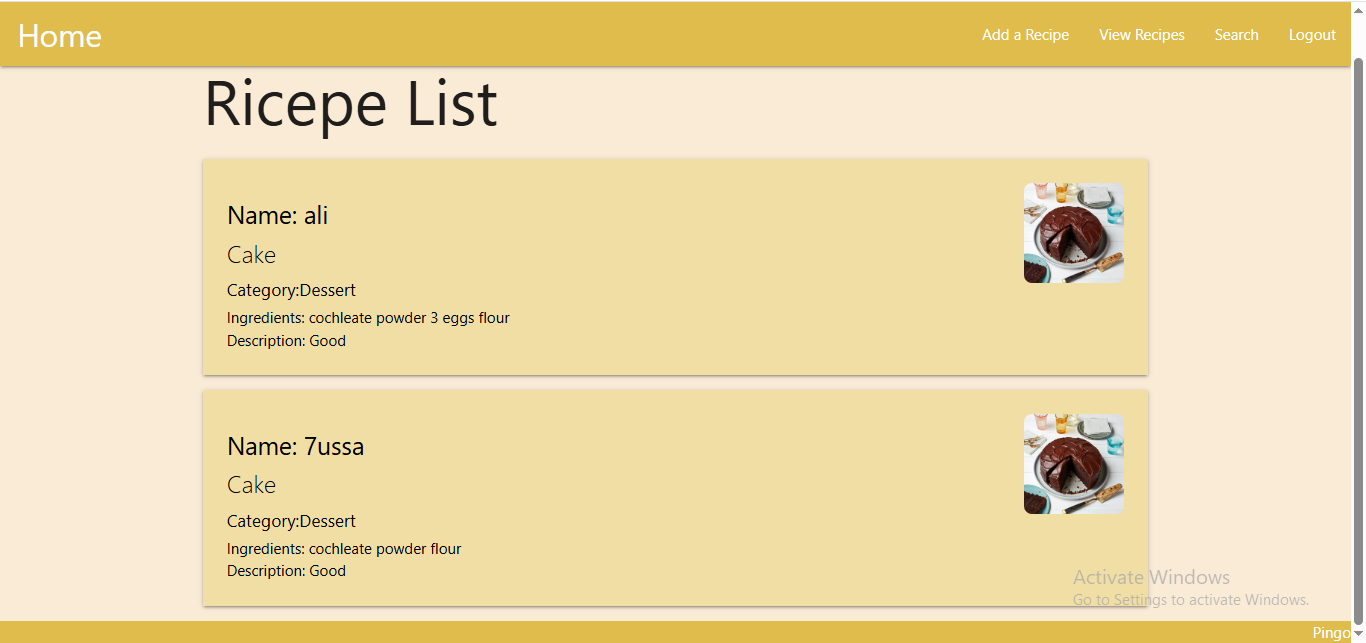 Home
Add a Recipe View Recipes Search Logout
Ricepe List
Name: ali
Cake
Category:Dessert
Ingredients: cochleate powder 3 eggs flour
Description: Good
Name: 7ussa
Cake
Category:Dessert
Ingredients: cochleate powder flour
Description: Good
Activate Windows
Go to Settings to activate Windows.
Pingo